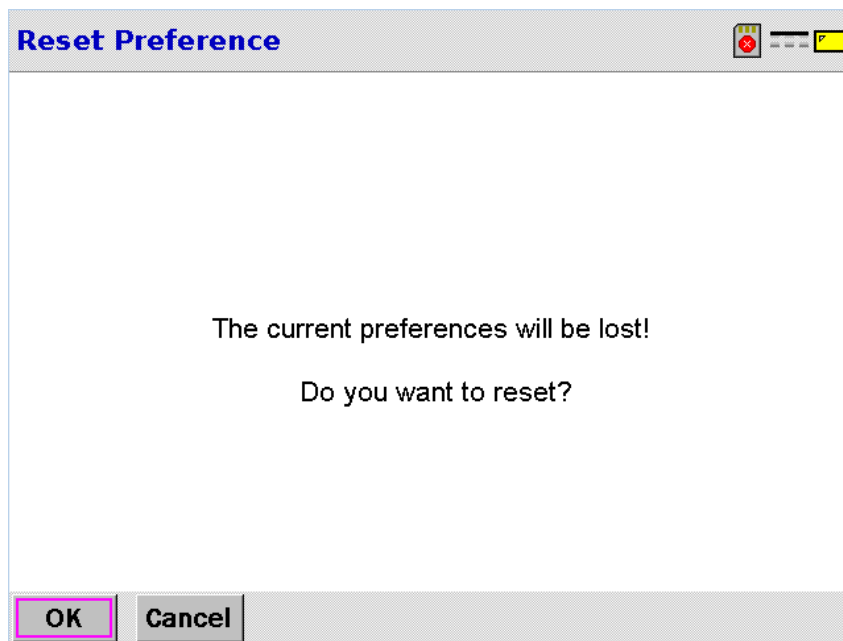 Reset Preference
The current preferences will be lost!
Do you want to reset?
OK Cancel